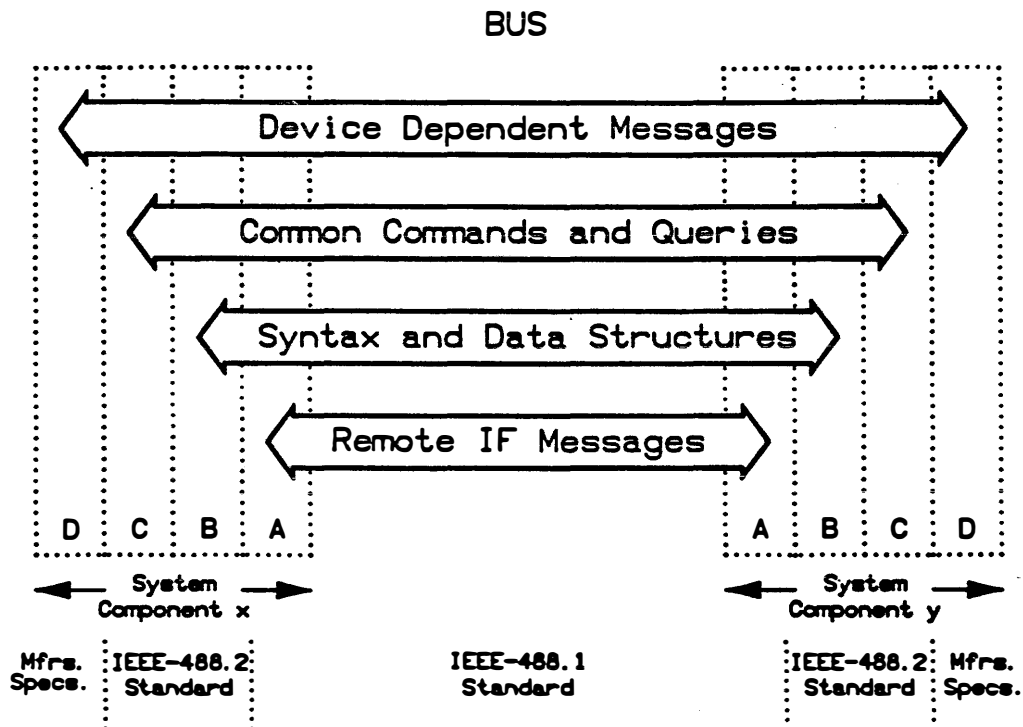 BUS
Device Dependent Messages
Common Commands and Queries
Syntax and Data Structures
Remote IF Messages
D C B A A B C D
System
Component x
System
Component y
Mfrs.
Specs.
IEEE-488.2
Standard
IEEE-488.1
Standard
IEEE-488.2
Standard
Mfrs.
Specs.